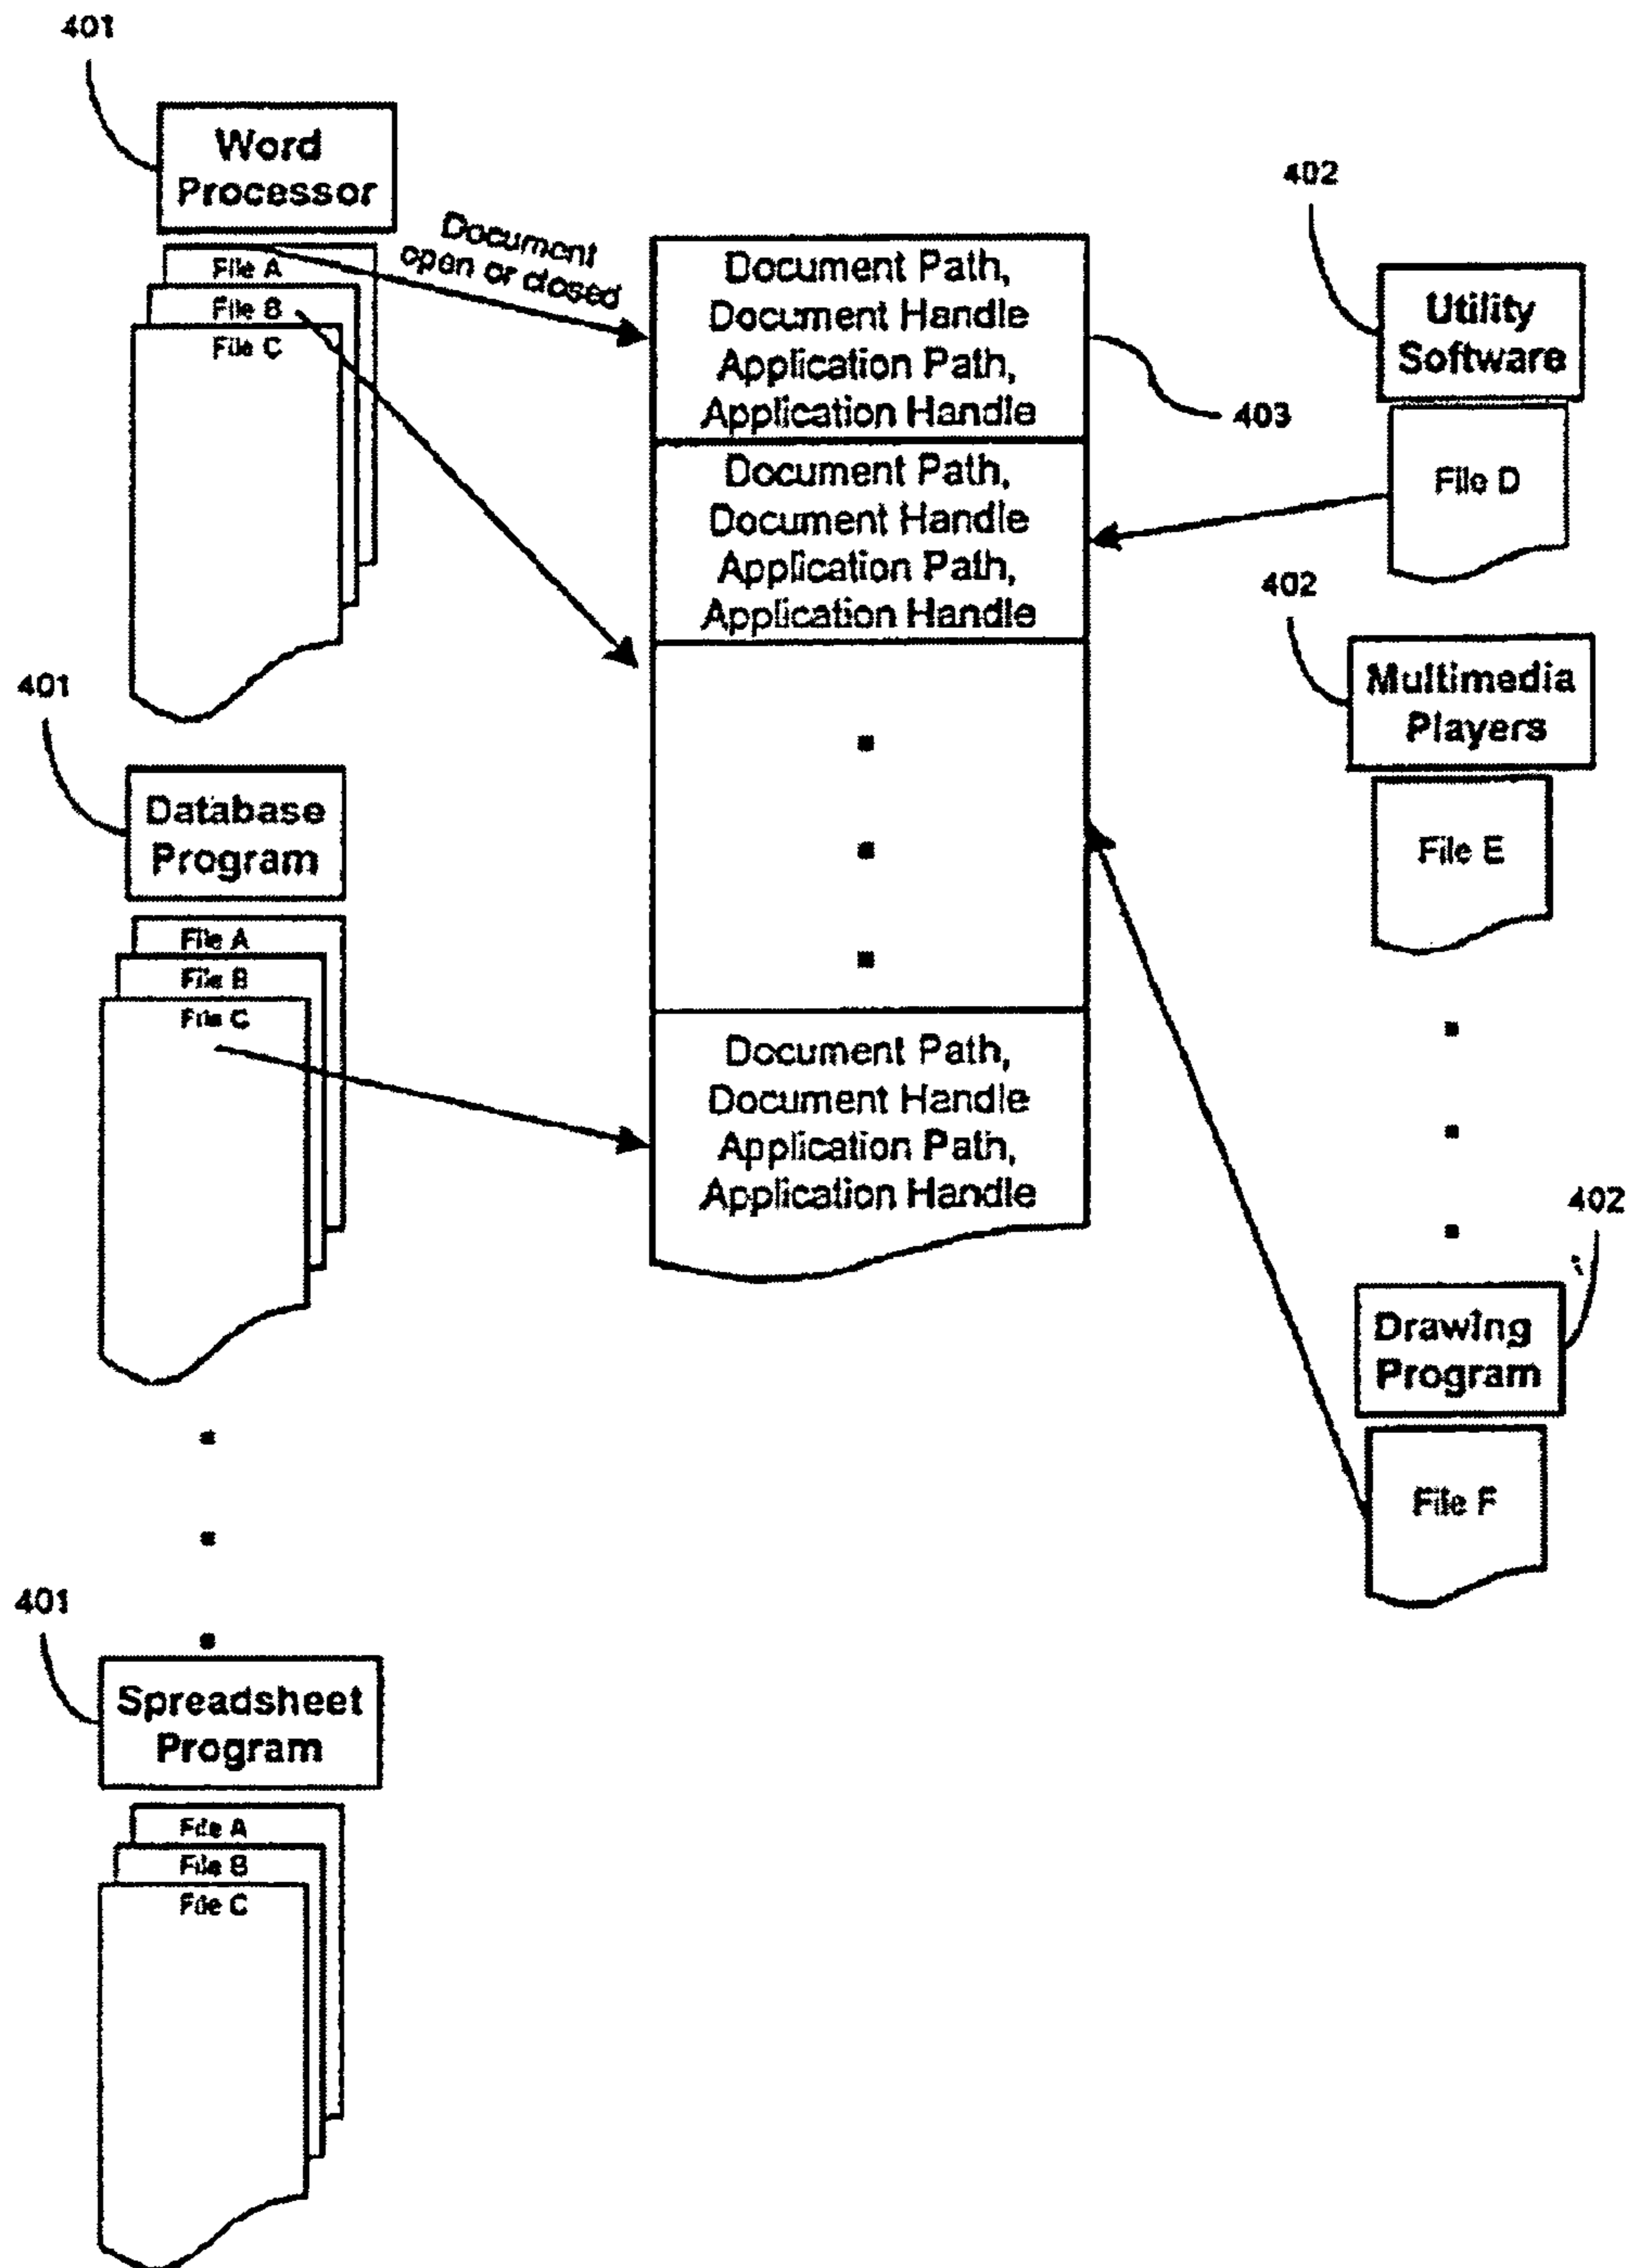 401
Word
Processor
File A
File B
File C
Document
open or closed
401
Database
Program
File A
File B
File C
401
Spreadsheet
Program
File A
File B
File C
Document Path,
Document Handle
Application Path,
Application Handle
403
Document Path,
Document Handle
Application Path,
Application Handle
Document Path,
Document Handle
Application Path,
Application Handle
402
Utility
Software
File D
402
Multimedia
Players
File E
402
Drawing
Program
File F